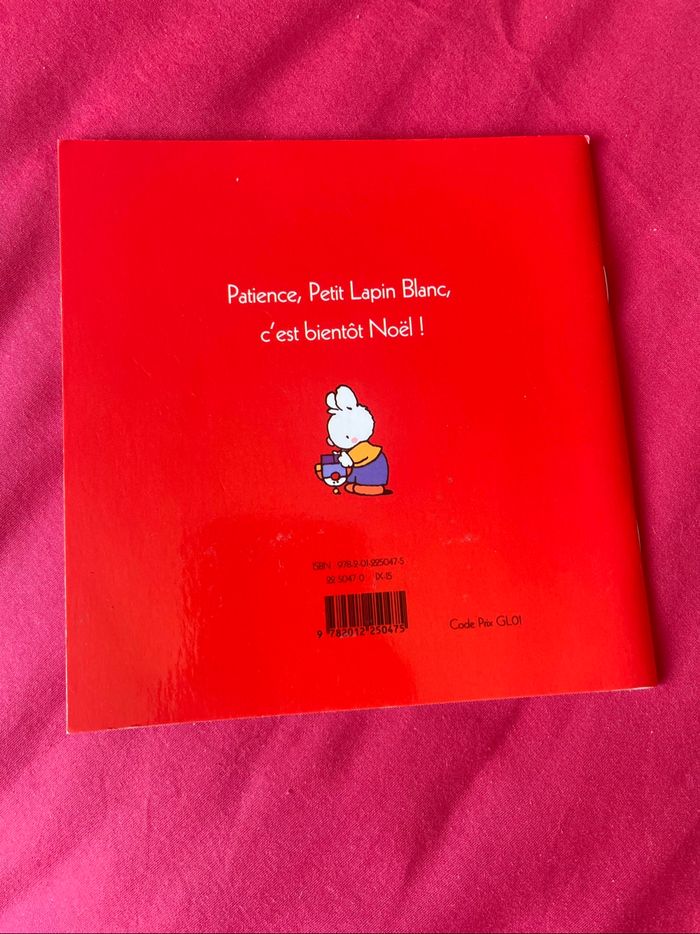 Patience, Petit Lapin Blanc,
c'est bientôt Noël !
ISBN 978-2-01-225047-5
22 5047 0 IX-15
9 782012 250475
Code Prix GL01